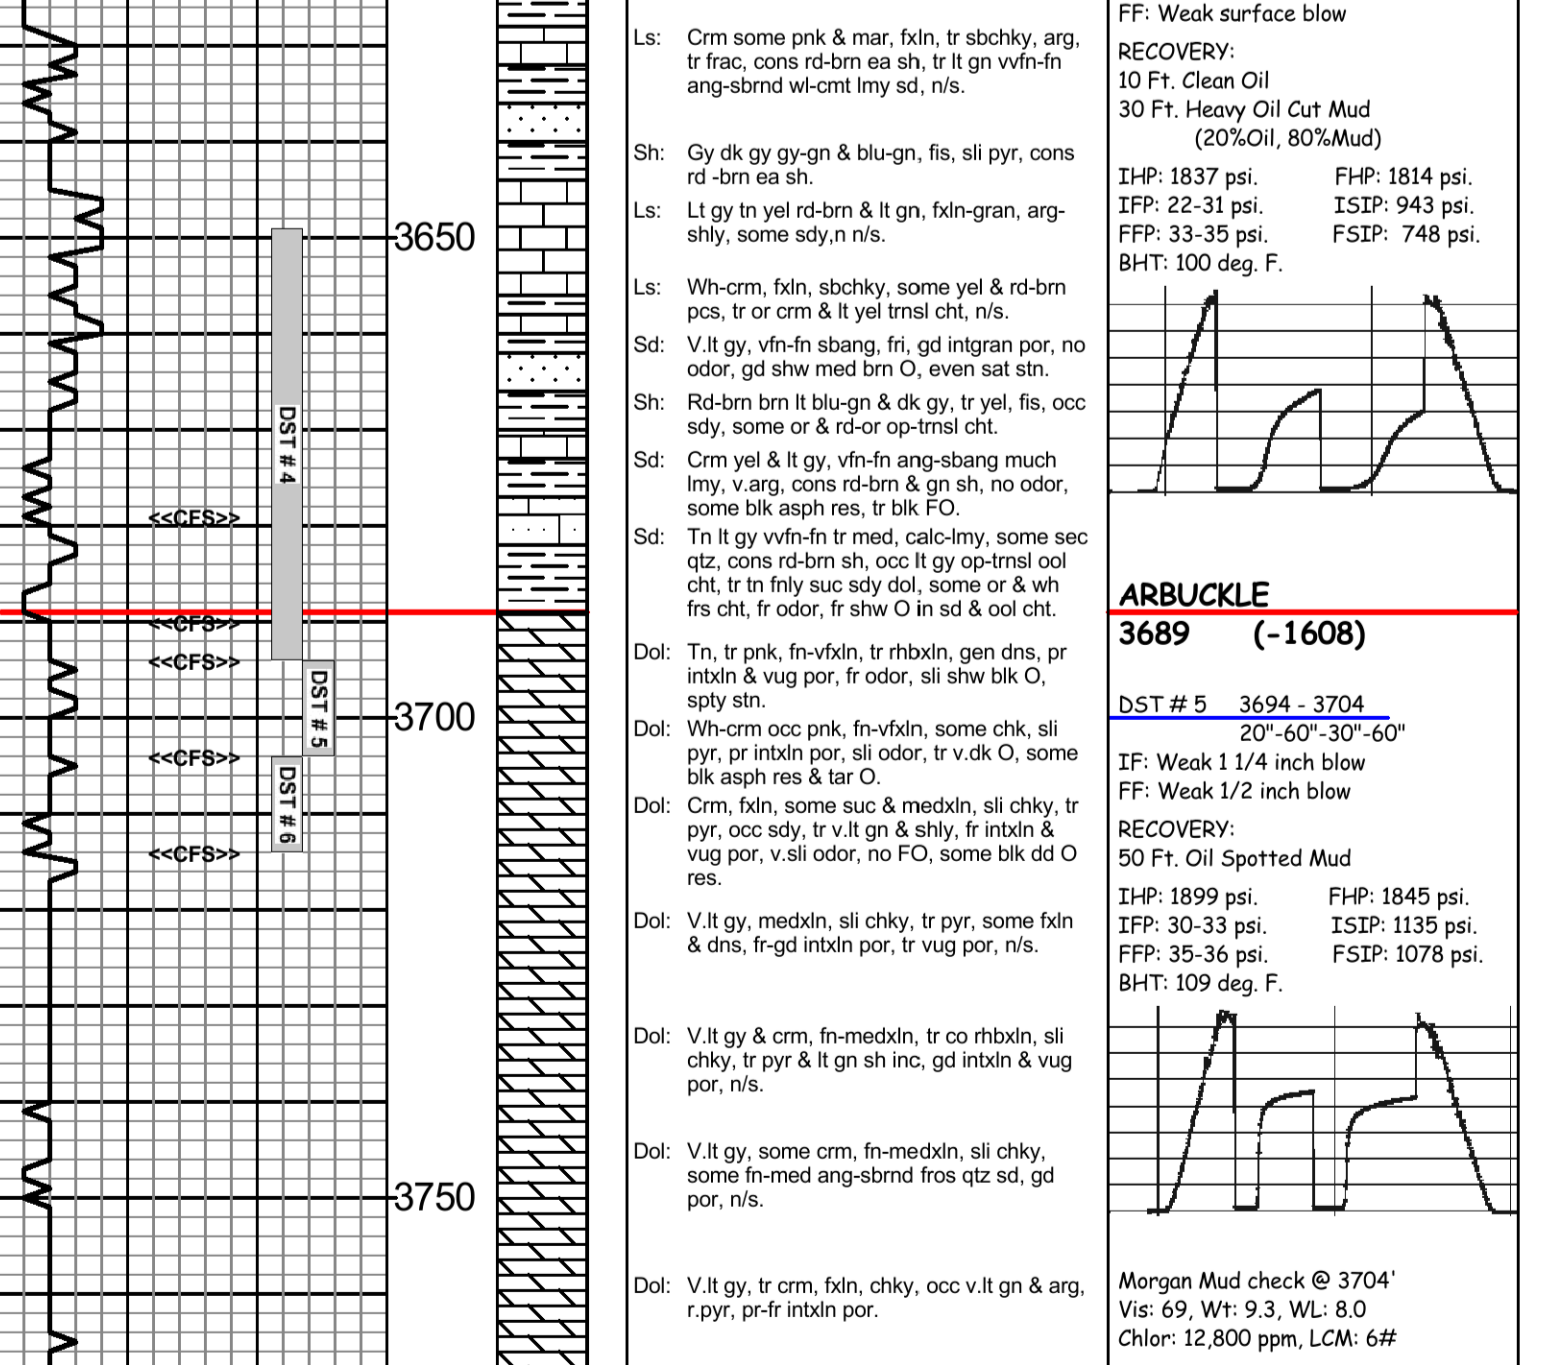 FF: Weak surface blow
RECOVERY:
10 Ft. Clean Oil
30 Ft. Heavy Oil Cut Mud
(20%Oil, 80%Mud)
IHP: 1837 psi. FHP: 1814 psi.
IFP: 22-31 psi. ISIP: 943 psi.
FFP: 33-35 psi. FSIP: 748 psi.
BHT: 100 deg. F.
Ls: Crm some pnk & mar, fxln, tr sbchky, arg,
tr frac, cons rd-brn ea sh, tr lt gn vvfn-fn
ang-sbrnd wl-cmt lmy sd, n/s.
Sh: Gy dk gy gy-gn & blu-gn, fis, sli pyr, cons
rd -brn ea sh.
Ls: Lt gy tn yel rd-brn & lt gn, fxln-gran, arg-
shly, some sdy,n n/s.
3650
Ls: Wh-crm, fxln, sbchky, some yel & rd-brn
pcs, tr or crm & lt yel trnsl cht, n/s.
Sd: V.lt gy, vfn-fn sbang, fri, gd intgran por, no
odor, gd shw med brn O, even sat stn.
Sh: Rd-brn brn lt blu-gn & dk gy, tr yel, fis, occ
sdy, some or & rd-or op-trnsl cht.
DST # 4
Sd: Crm yel & lt gy, vfn-fn ang-sbang much
lmy, v.arg, cons rd-brn & gn sh, no odor,
some blk asph res, tr blk FO.
<<CFS>>
Sd: Tn lt gy vvfn-fn tr med, calc-lmy, some sec
qtz, cons rd-brn sh, occ lt gy op-trnsl ool
cht, tr tn fnly suc sdy dol, some or & wh
frs cht, fr odor, fr shw O in sd & ool cht.
ARBUCKLE
3689 (-1608)
<<CFS>>
<<CFS>>
Dol: Tn, tr pnk, fn-vfxln, tr rhbxln, gen dns, pr
intxln & vug por, fr odor, sli shw blk O,
spty stn.
DST # 5
3700
Dol: Wh-crm occ pnk, fn-vfxln, some chk, sli
pyr, pr intxln por, sli odor, tr v.dk O, some
blk asph res & tar O.
<<CFS>>
DST # 6
Dol: Crm, fxln, some suc & medxln, sli chky, tr
pyr, occ sdy, tr v.lt gn & shly, fr intxln &
vug por, v.sli odor, no FO, some blk dd O
res.
<<CFS>>
Dol: V.lt gy, medxln, sli chky, tr pyr, some fxln
& dns, fr-gd intxln por, tr vug por, n/s.
DST # 5 3694 - 3704
20"-60"-30"-60"
IF: Weak 1 1/4 inch blow
FF: Weak 1/2 inch blow
RECOVERY:
50 Ft. Oil Spotted Mud
IHP: 1899 psi. FHP: 1845 psi.
IFP: 30-33 psi. ISIP: 1135 psi.
FFP: 35-36 psi. FSIP: 1078 psi.
BHT: 109 deg. F.
Dol: V.lt gy & crm, fn-medxln, tr co rhbxln, sli
chky, tr pyr & lt gn sh inc, gd intxln & vug
por, n/s.
Dol: V.lt gy, some crm, fn-medxln, sli chky,
some fn-med ang-sbrnd fros qtz sd, gd
por, n/s.
3750
Dol: V.lt gy, tr crm, fxln, chky, occ v.lt gn & arg,
r.pyr, pr-fr intxln por.
Morgan Mud check @ 3704'
Vis: 69, Wt: 9.3, WL: 8.0
Chlor: 12,800 ppm, LCM: 6#